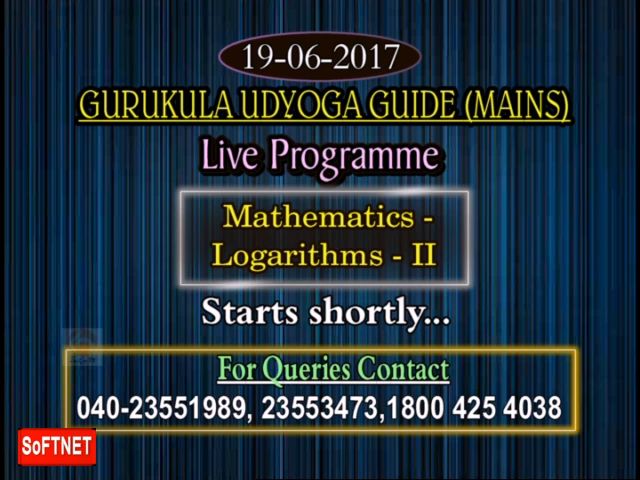 19-06-2017
GURUKULA UDYOGA GUIDE (MAINS)
Live Programme
Mathematics -
Logarithms - II
Starts shortly...
For Queries Contact
040-23551989, 23553473,1800 425 4038
SoFTNET